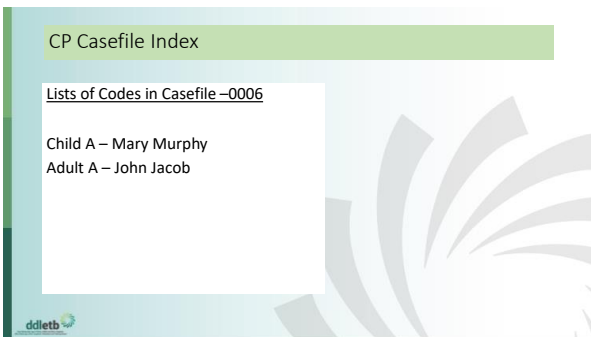 CP Casefile Index
Lists of Codes in Casefile –0006
Child A – Mary Murphy
Adult A – John Jacob
ddletb